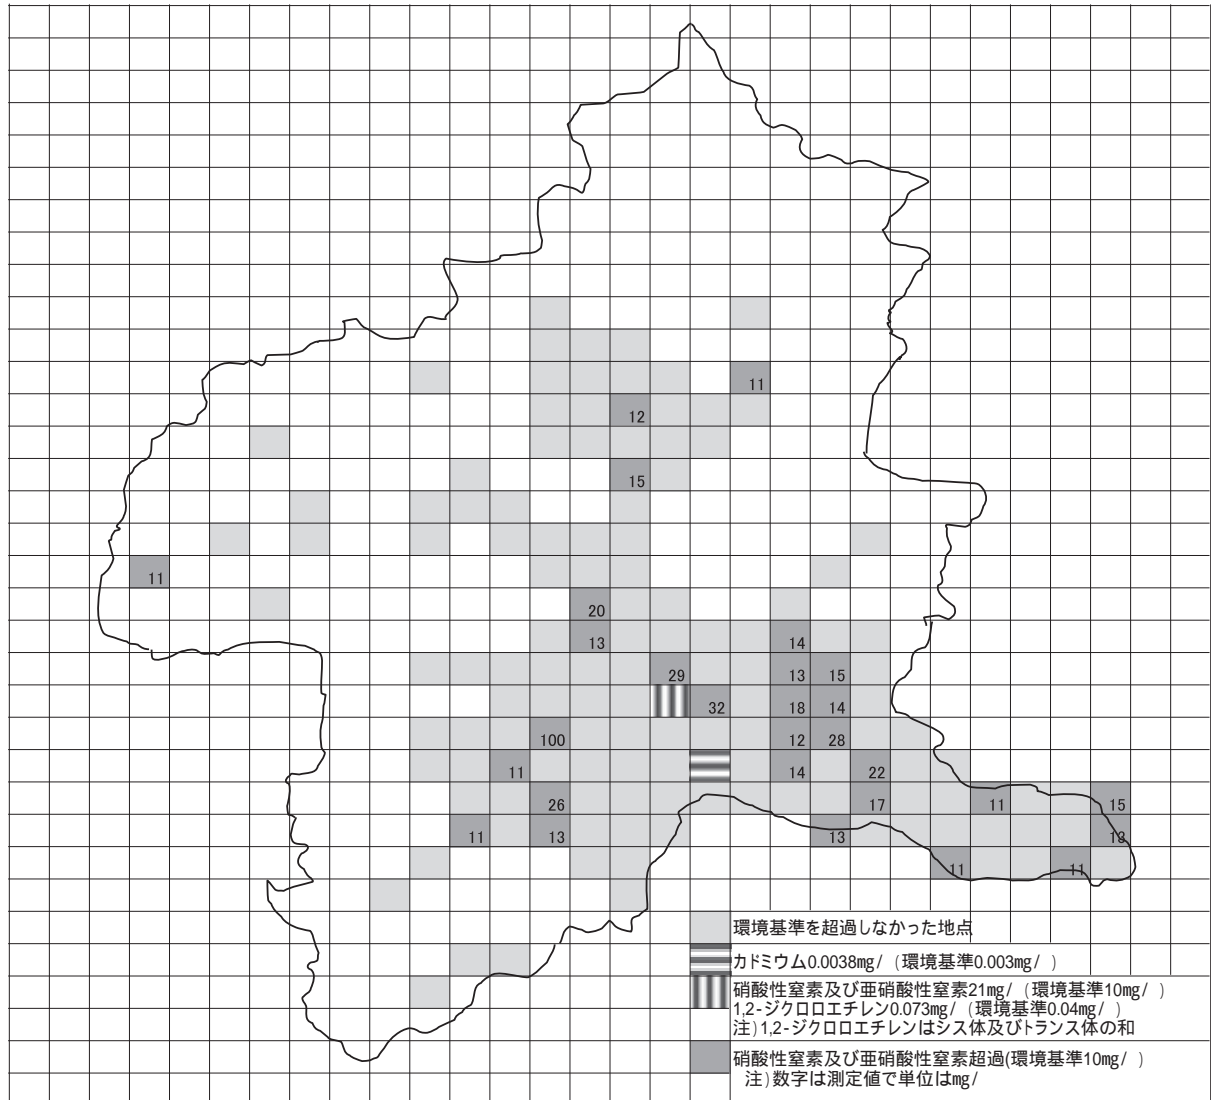 11
12
15
11
20
13 14
29 13 15
32 18 14
100 12 28
11 14 22
26 17 11 15
11 13 13 13
11 11
環境基準を超過しなかった地点
カドミウム0.0038mg/ (環境基準0.003mg/ )
硝酸性窒素及び亜硝酸性窒素21mg/ (環境基準10mg/ )
1,2-ジクロロエチレン0.073mg/ (環境基準0.04mg/ )
注)1,2-ジクロロエチレンはシス体及びトランス体の和
硝酸性窒素及び亜硝酸性窒素超過(環境基準10mg/ )
注)数字は測定値で単位はmg/